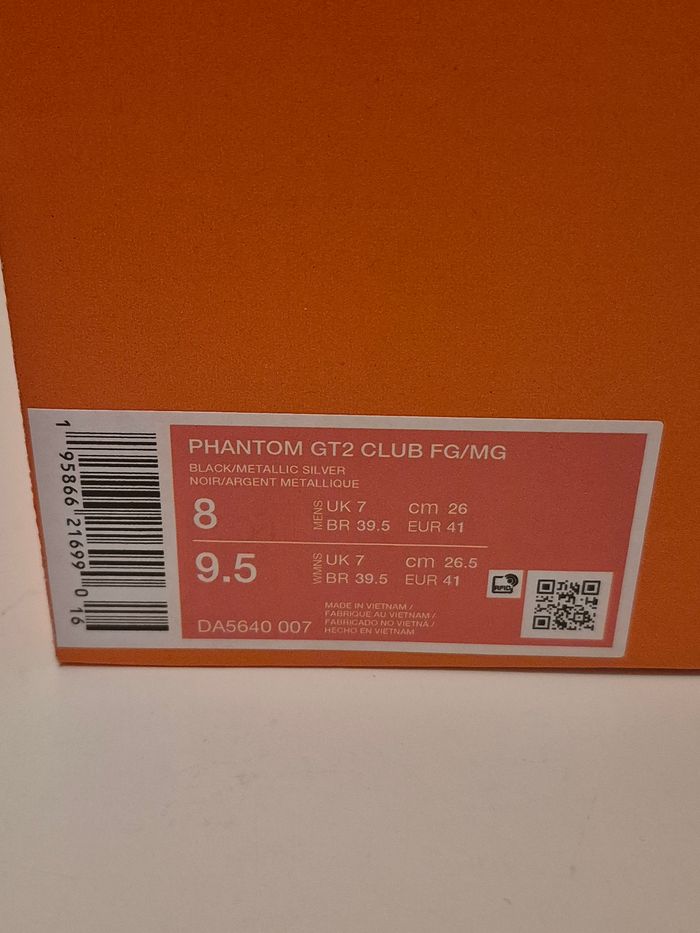 1 95866 21699 0 16
PHANTOM GT2 CLUB FG/MG
BLACK/METALLIC SILVER
NOIR/ARGENT METALLIQUE
8 MENS UK 7 cm 26
BR 39.5 EUR 41
9.5 WMNS UK 7 cm 26.5
BR 39.5 EUR 41
DA5640 007
MADE IN VIETNAM /
FABRIQUE AU VIETNAM /
FABRICADO NO VIETNÃ /
HECHO EN VIETNAM
RFID